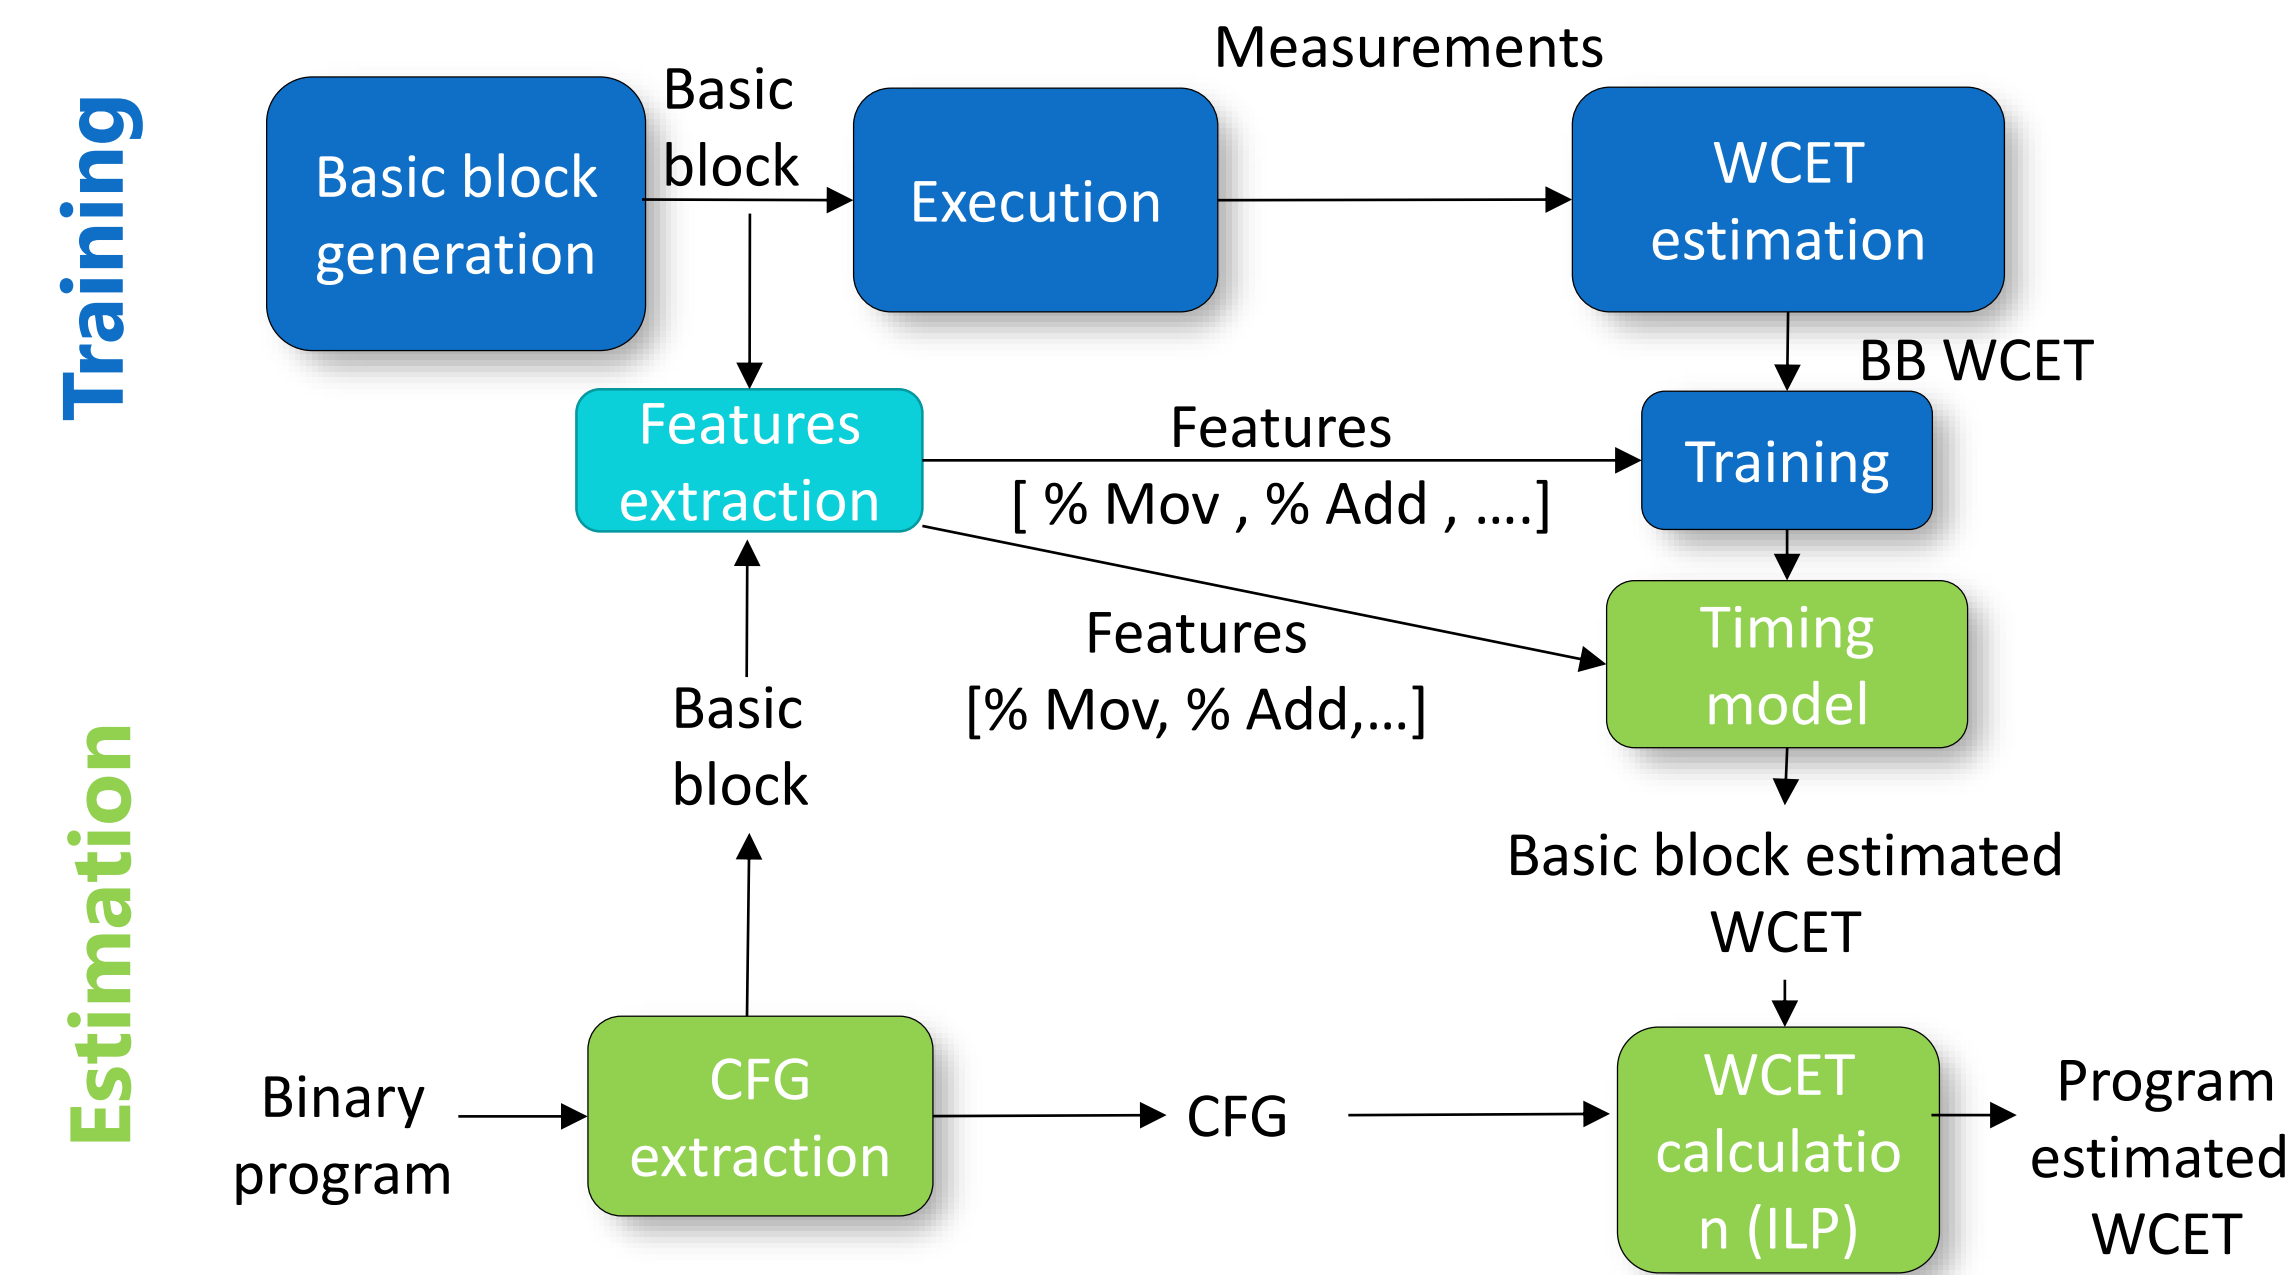 Training
Measurements
Basic
block
Basic block
generation
Execution
WCET
estimation
BB WCET
Features
extraction
Features
[ % Mov , % Add , ....]
Training
Features
[% Mov, % Add,...]
Timing
model
Estimation
Basic
block
Basic block estimated
WCET
Binary
program
CFG
extraction
CFG
WCET
calculatio
n (ILP)
Program
estimated
WCET